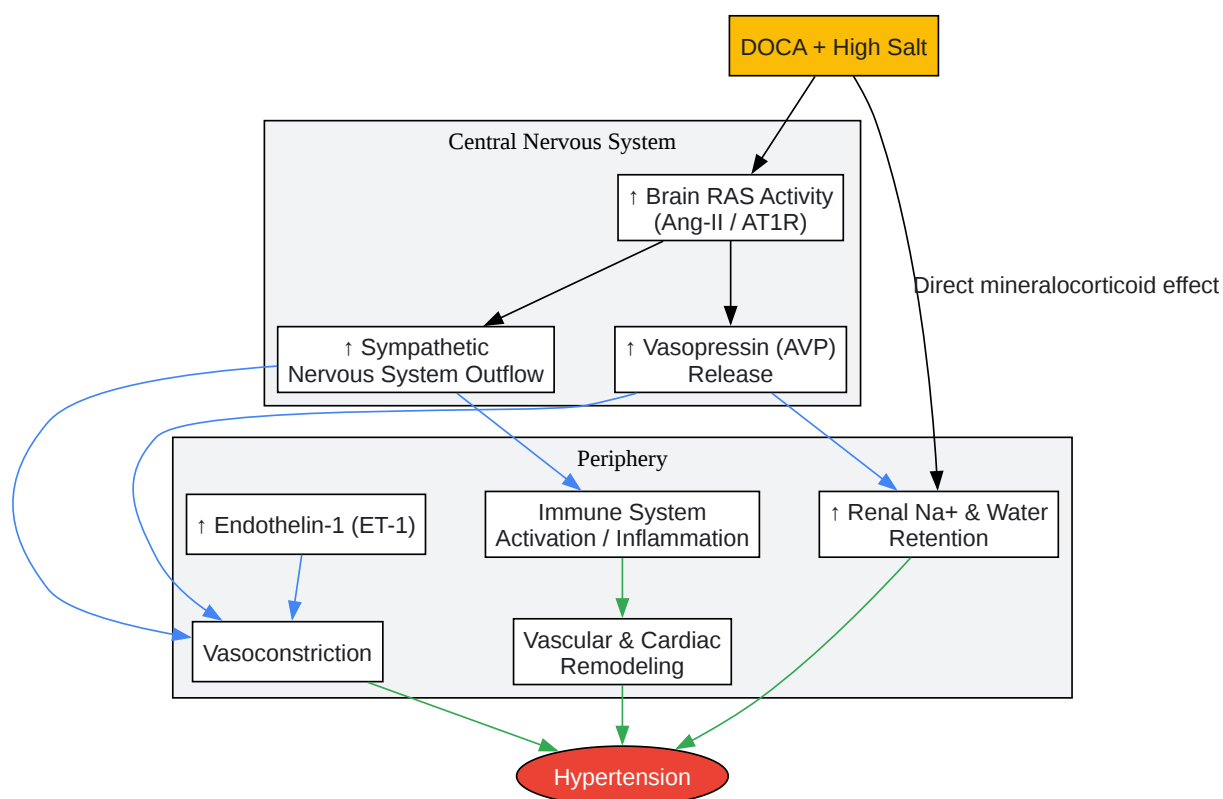 DOCA + High Salt
Central Nervous System
↑ Brain RAS Activity
(Ang-II / AT1R)
Direct mineralocorticoid effect
↑ Sympathetic
Nervous System Outflow
↑ Vasopressin (AVP)
Release
Periphery
↑ Endothelin-1 (ET-1)
Immune System
Activation / Inflammation
↑ Renal Na+ & Water
Retention
Vasoconstriction
Vascular & Cardiac
Remodeling
Hypertension